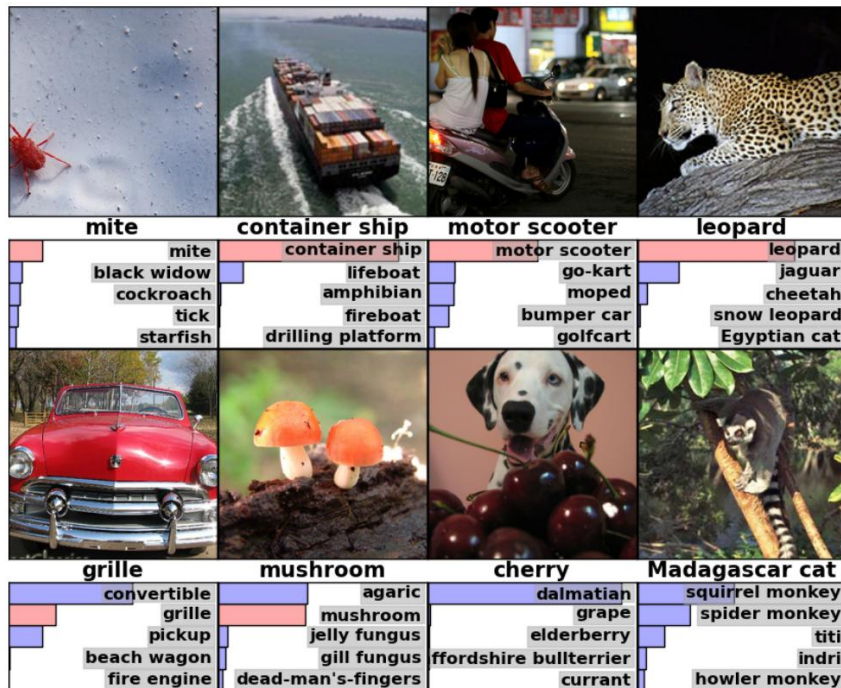 T-128
mite
container ship
motor scooter
leopard
mite
black widow
cockroach
tick
starfish
container ship
lifeboat
amphibian
fireboat
drilling platform
motor scooter
go-kart
moped
bumper car
golfcart
leopard
jaguar
cheetah
snow leopard
Egyptian cat
grille
mushroom
cherry
Madagascar cat
convertible
grille
pickup
beach wagon
fire engine
agaric
mushroom
jelly fungus
gill fungus
dead-man's-fingers
dalmatian
grape
elderberry
ffordshire bullterrier
currant
squirrel monkey
spider monkey
titi
indri
howler monkey